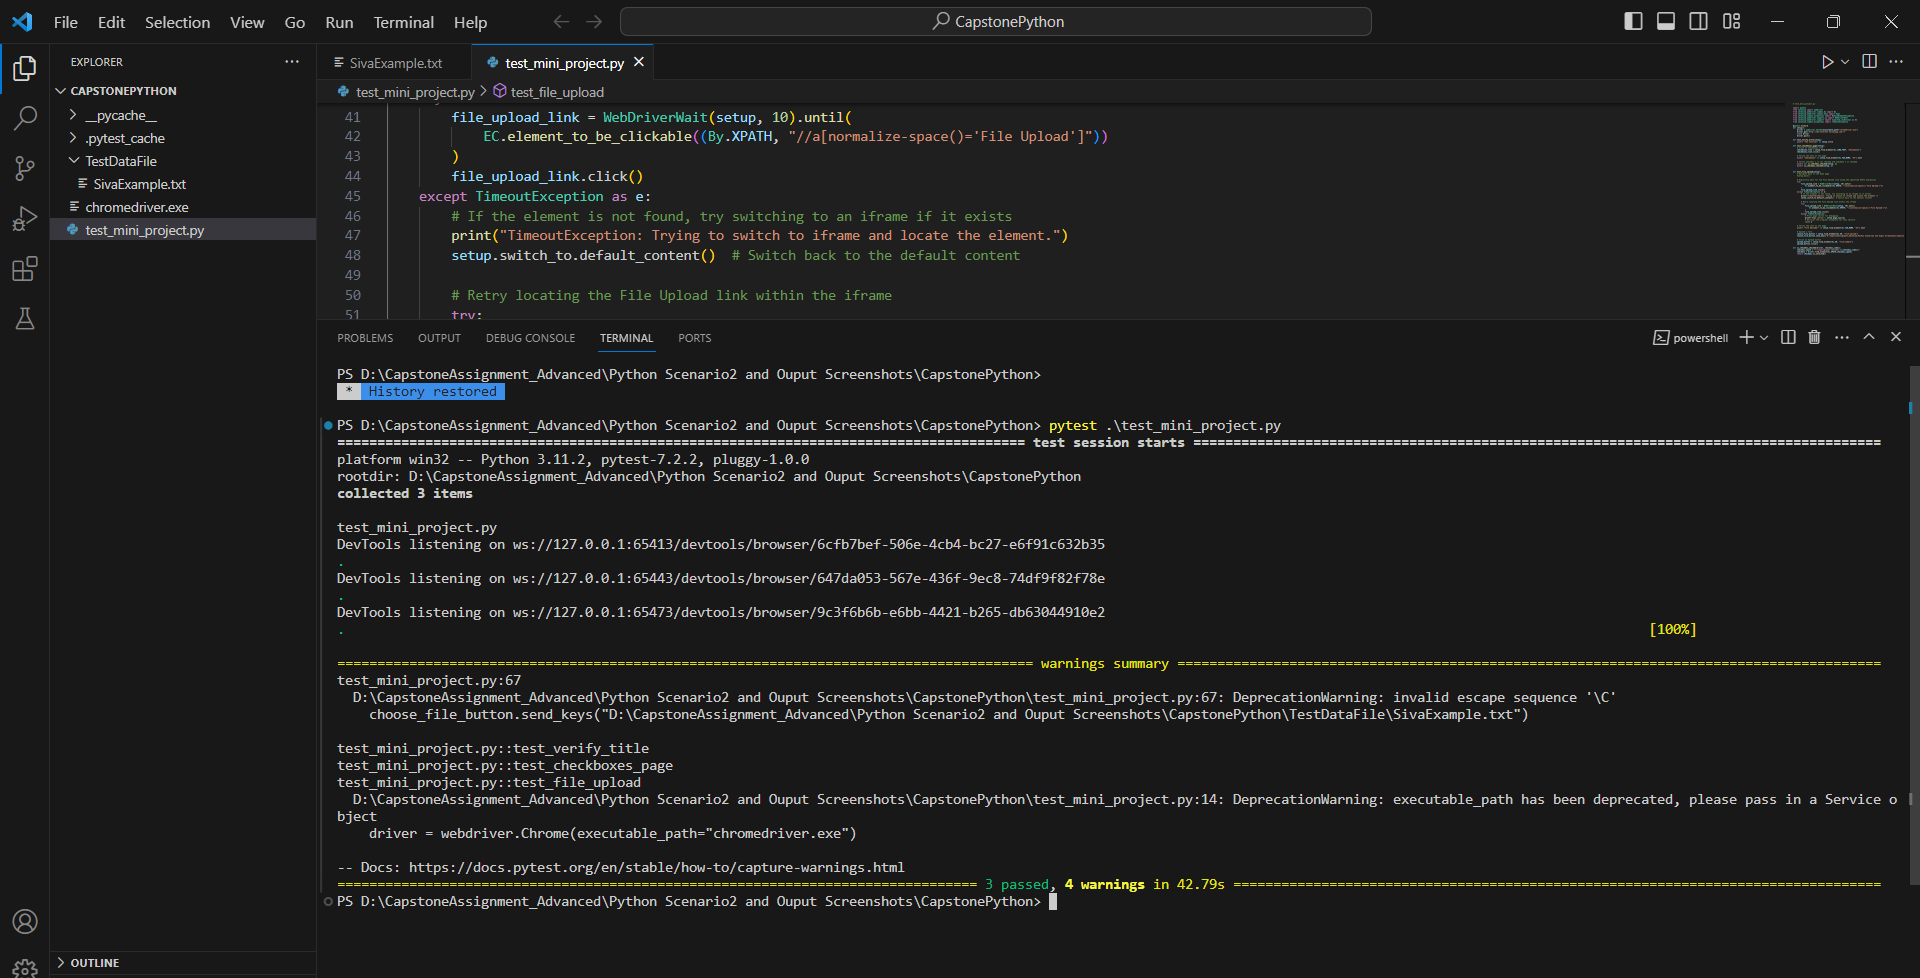 File Edit Selection View Go Run Terminal Help
CapstonePython
EXPLORER
CAPSTONEPYTHON
__pycache__
.pytest_cache
TestDataFile
SivaExample.txt
chromedriver.exe
test_mini_project.py
OUTLINE
SivaExample.txt
test_mini_project.py
test_mini_project.py > test_file_upload
41 file_upload_link = WebDriverWait(setup, 10).until(
42 EC.element_to_be_clickable((By.XPATH, "//a[normalize-space()='File Upload']"))
43 )
44 file_upload_link.click()
45 except TimeoutException as e:
46 # If the element is not found, try switching to an iframe if it exists
47 print("TimeoutException: Trying to switch to iframe and locate the element.")
48 setup.switch_to.default_content()  # Switch back to the default content
49
50 # Retry locating the File Upload link within the iframe
51 try:
PROBLEMS OUTPUT DEBUG CONSOLE TERMINAL PORTS
powershell
PS D:\CapstoneAssignment_Advanced\Python Scenario2 and Ouput Screenshots\CapstonePython>
* History restored
PS D:\CapstoneAssignment_Advanced\Python Scenario2 and Ouput Screenshots\CapstonePython> pytest .\test_mini_project.py
test session starts
platform win32 -- Python 3.11.2, pytest-7.2.2, pluggy-1.0.0
rootdir: D:\CapstoneAssignment_Advanced\Python Scenario2 and Ouput Screenshots\CapstonePython
collected 3 items
test_mini_project.py
DevTools listening on ws://127.0.0.1:65413/devtools/browser/6cfb7bef-506e-4cb4-bc27-e6f91c632b35
.
DevTools listening on ws://127.0.0.1:65443/devtools/browser/647da053-567e-436f-9ec8-74df9f82f78e
.
DevTools listening on ws://127.0.0.1:65473/devtools/browser/9c3f6b6b-e6bb-4421-b265-db63044910e2
. [100%]
warnings summary
test_mini_project.py:67
D:\CapstoneAssignment_Advanced\Python Scenario2 and Ouput Screenshots\CapstonePython\test_mini_project.py:67: DeprecationWarning: invalid escape sequence '\C'
choose_file_button.send_keys("D:\CapstoneAssignment_Advanced\Python Scenario2 and Ouput Screenshots\CapstonePython\TestDataFile\SivaExample.txt")
test_mini_project.py::test_verify_title
test_mini_project.py::test_checkboxes_page
test_mini_project.py::test_file_upload
D:\CapstoneAssignment_Advanced\Python Scenario2 and Ouput Screenshots\CapstonePython\test_mini_project.py:14: DeprecationWarning: executable_path has been deprecated, please pass in a Service o
bject
driver = webdriver.Chrome(executable_path="chromedriver.exe")
-- Docs: https://docs.pytest.org/en/stable/how-to/capture-warnings.html
3 passed, 4 warnings in 42.79s
PS D:\CapstoneAssignment_Advanced\Python Scenario2 and Ouput Screenshots\CapstonePython>